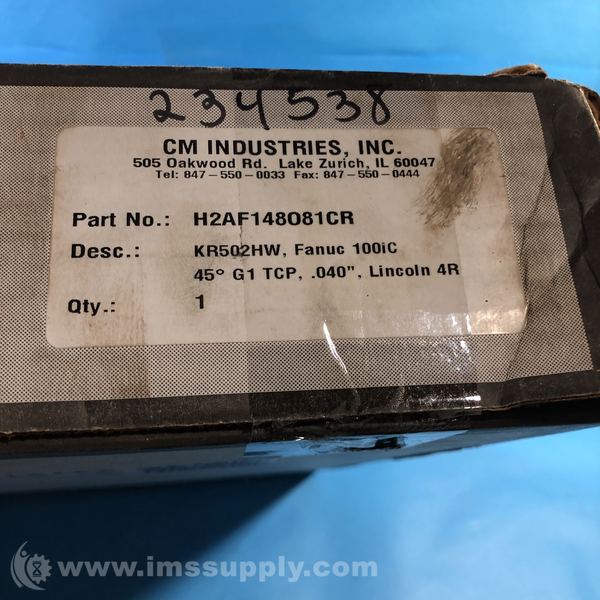 234538
CM INDUSTRIES, INC.
505 Oakwood Rd. Lake Zurich, IL 60047
Tel: 847-550-0033 Fax: 847-550-0444
Part No.: H2AF148081CR
Desc.: KR502HW, Fanuc 100iC
45° G1 TCP, .040", Lincoln 4R
Qty.: 1
www.imssupply.com